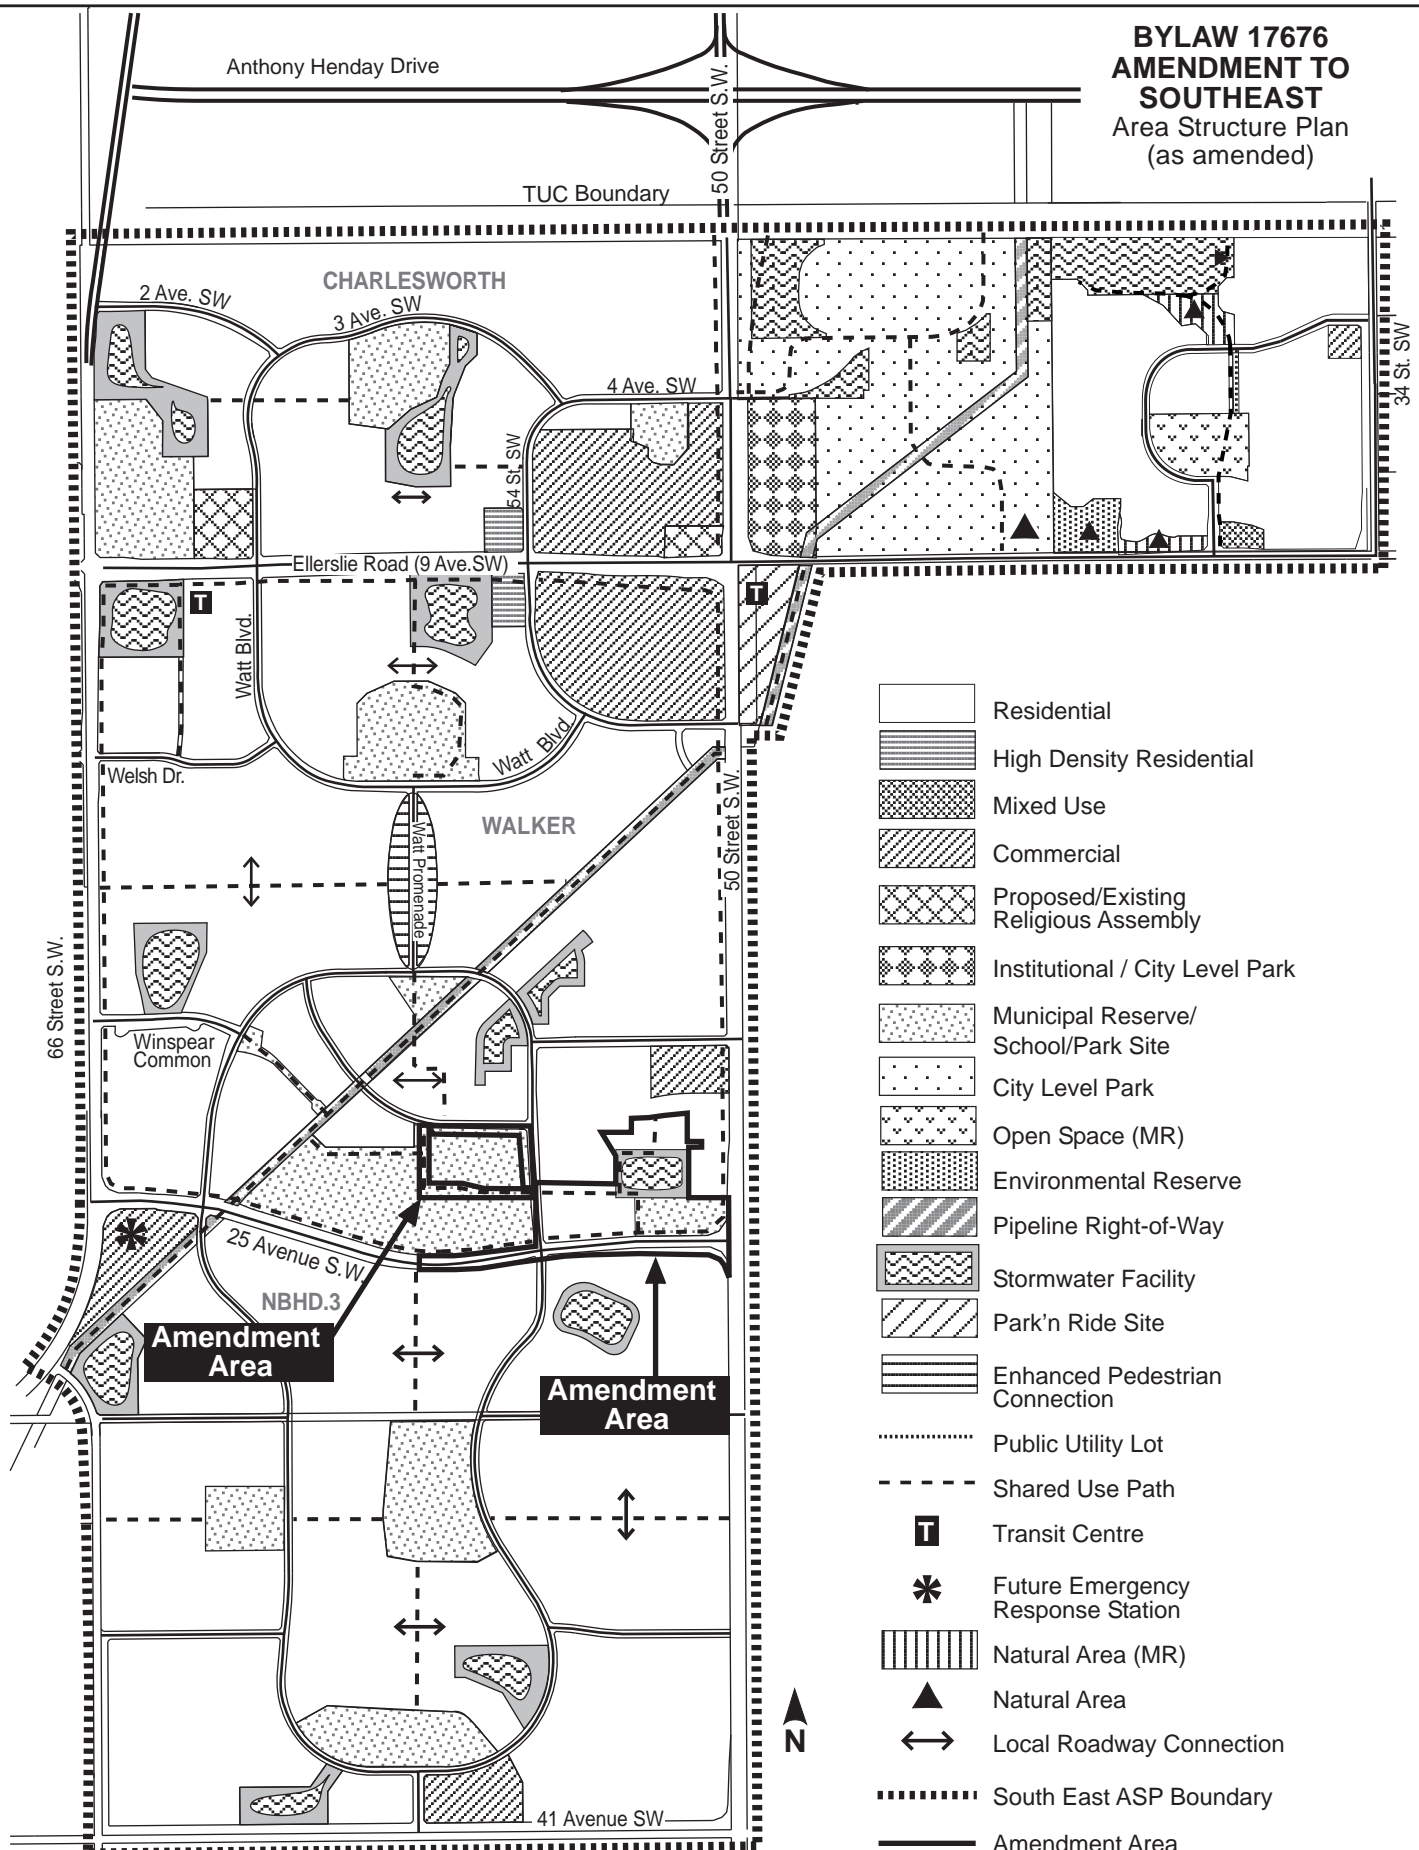 BYLAW 17676
AMENDMENT TO
SOUTHEAST
Area Structure Plan
(as amended)
Anthony Henday Drive
50 Street S.W.
TUC Boundary
CHARLESWORTH
2 Ave. SW
3 Ave. SW
4 Ave. SW
34 St. SW
54 St. SW
Ellerslie Road (9 Ave.SW)
T
T
Watt Blvd.
Watt Blvd.
Welsh Dr.
WALKER
Watt Promenade
50 Street S.W.
66 Street S.W.
Winspear
Common
25 Avenue S.W.
NBHD.3
Amendment
Area
Amendment
Area
41 Avenue SW
N
Residential
High Density Residential
Mixed Use
Commercial
Proposed/Existing
Religious Assembly
Institutional / City Level Park
Municipal Reserve/
School/Park Site
City Level Park
Open Space (MR)
Environmental Reserve
Pipeline Right-of-Way
Stormwater Facility
Park'n Ride Site
Enhanced Pedestrian
Connection
Public Utility Lot
Shared Use Path
T
Transit Centre
Future Emergency
Response Station
Natural Area (MR)
Natural Area
Local Roadway Connection
South East ASP Boundary
Amendment Area